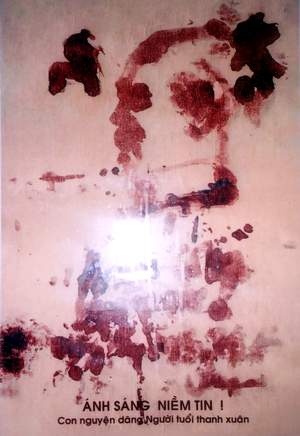 ÁNH SÁNG NIỀM TIN !
Con nguyện dâng Người tuổi thanh xuân